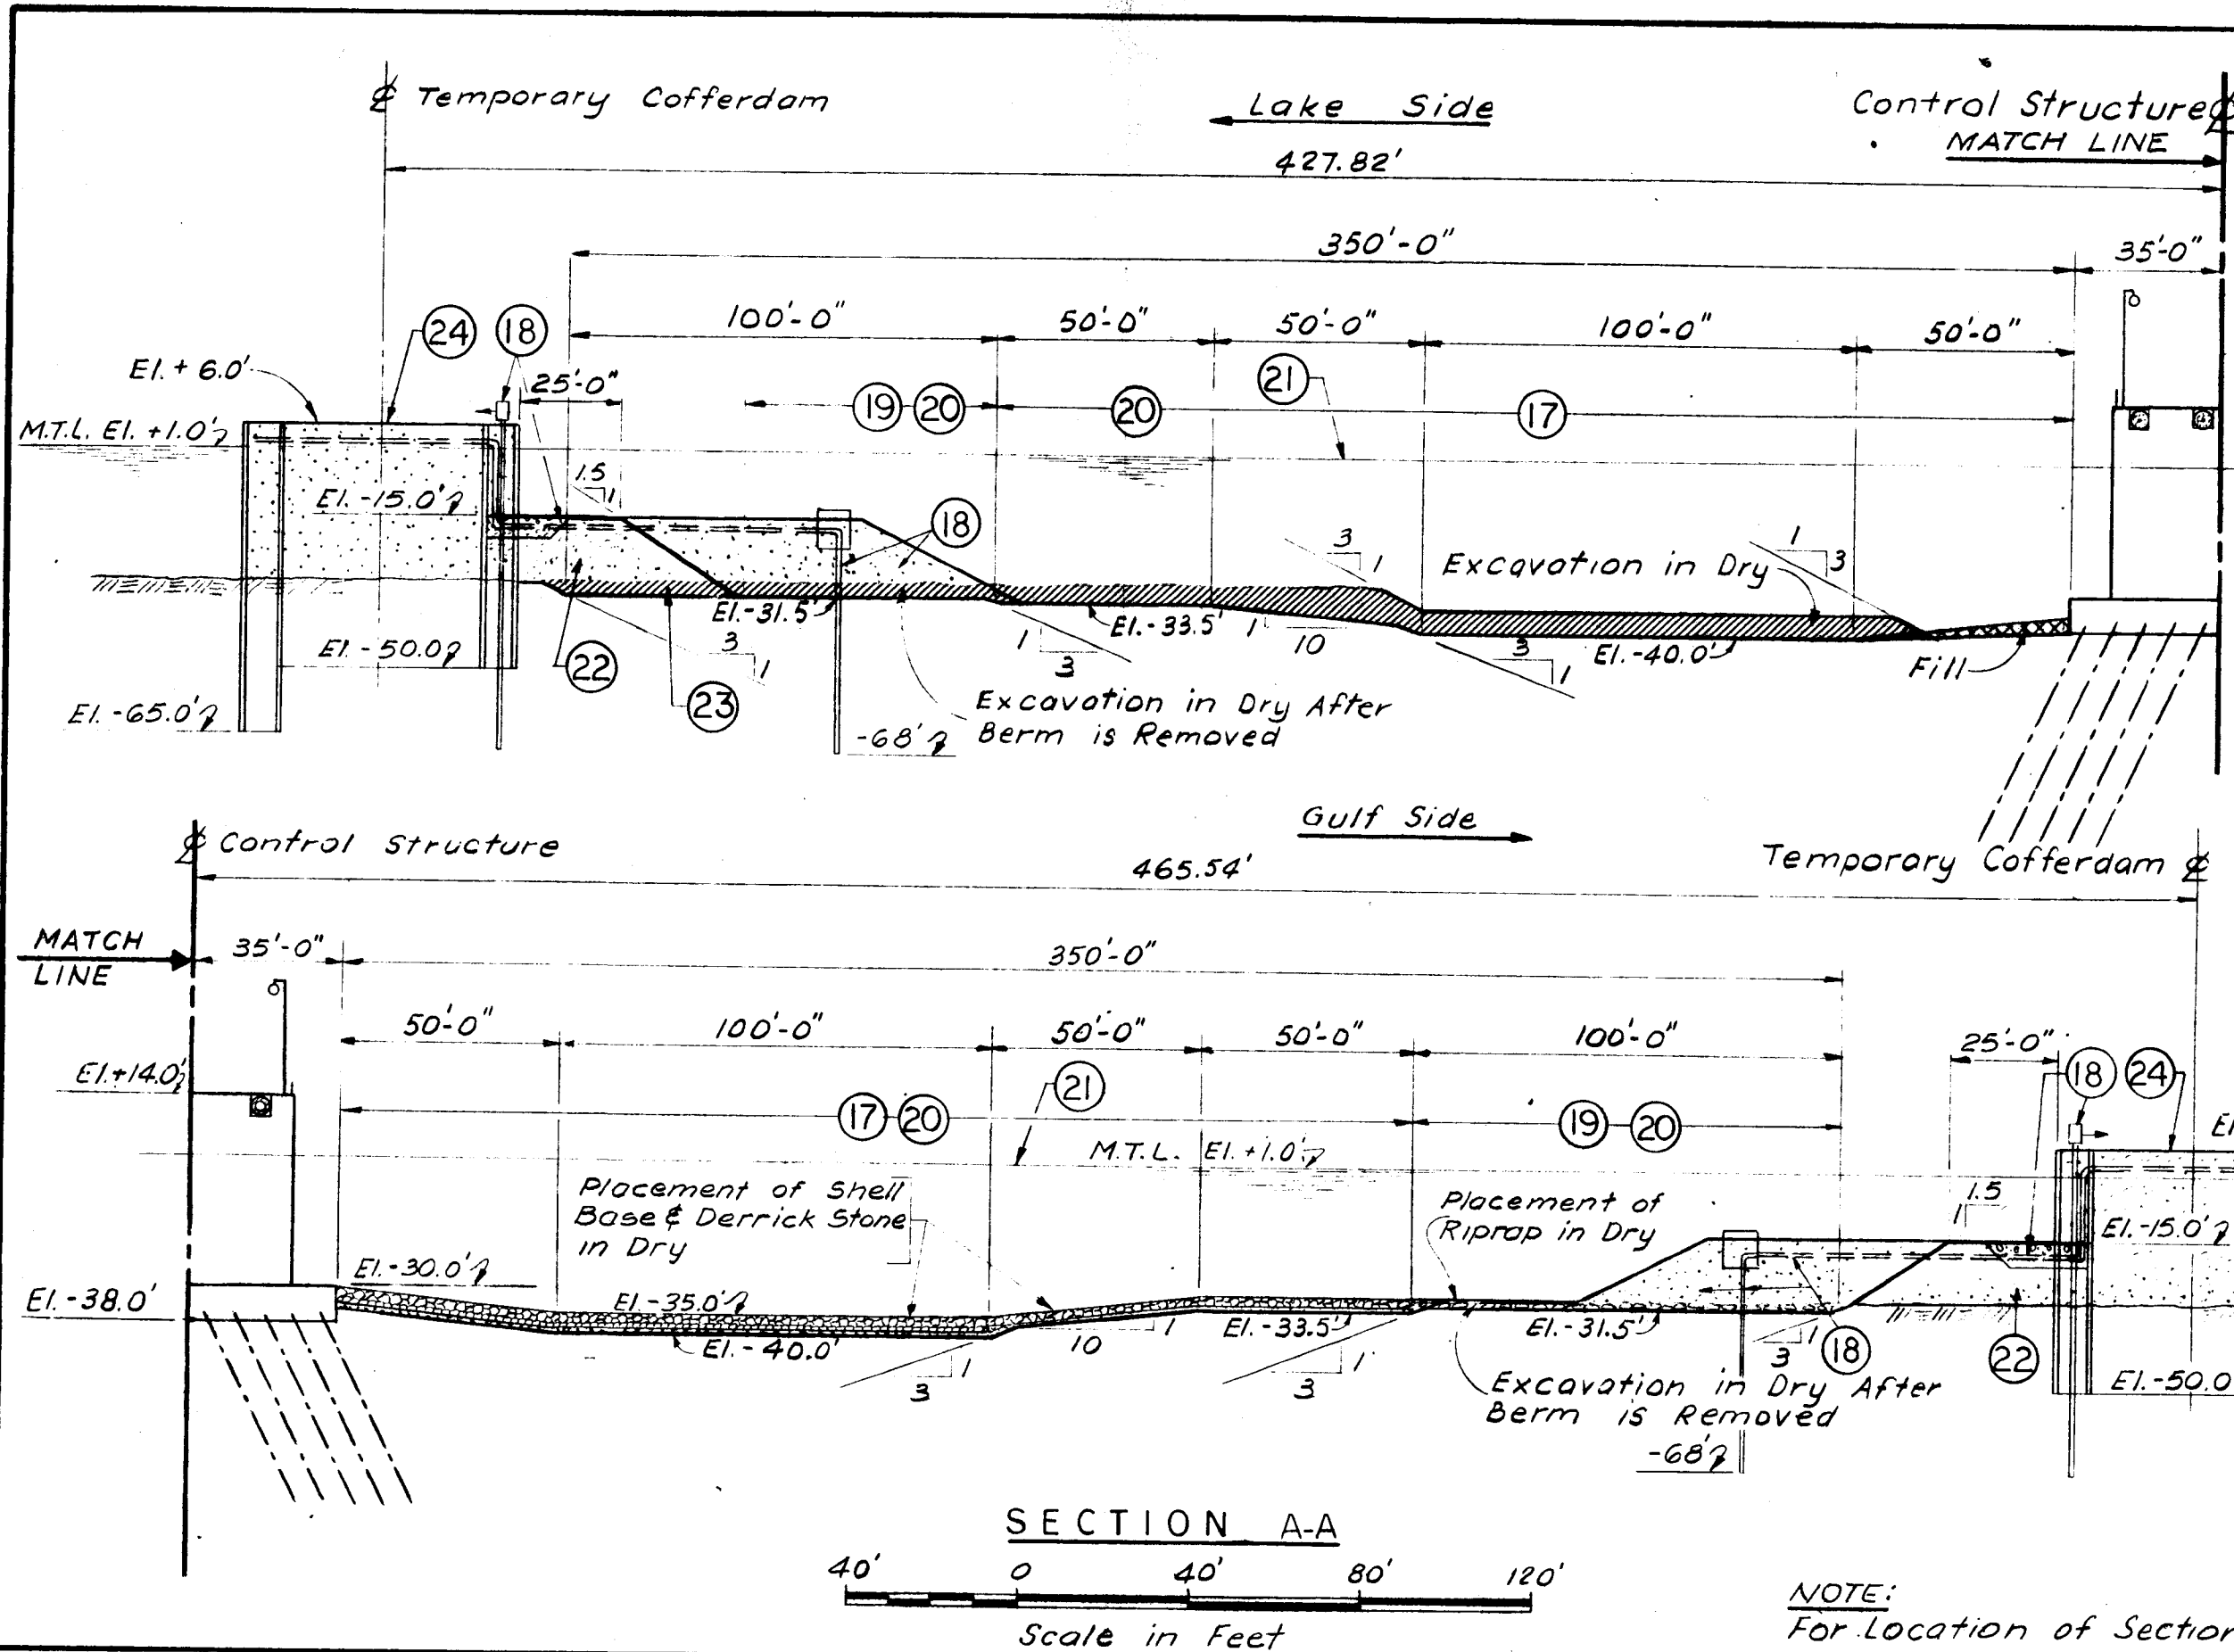 ℄ Temporary Cofferdam
Lake Side
Control Structure ℄
MATCH LINE
427.82'
350'-0"
35'-0"
100'-0"
50'-0"
50'-0"
100'-0"
50'-0"
24
18
El. + 6.0'
25'-0"
19
20
20
21
17
M.T.L. El. +1.0'
1.5
1
El. -15.0'
18
3
1
Excavation in Dry
1
3
El. -31.5'
El. -33.5'
1
10
El. -50.0
22
3
1
1
3
3
1
El. -40.0'
Fill
El. -65.0'
23
Excavation in Dry After
Berm is Removed
-68'
Gulf Side
℄ Control Structure
Temporary Cofferdam ℄
465.54'
MATCH
LINE
35'-0"
350'-0"
50'-0"
100'-0"
50'-0"
50'-0"
100'-0"
25'-0"
El. +14.0'
21
18
24
17
20
19
20
El
M.T.L. El. +1.0'
Placement of Shell
Base & Derrick Stone
in Dry
Placement of
Riprap in Dry
1.5
1
El. -15.0'
El. -30.0'
El. -38.0'
El. -35.0'
El. -40.0'
10
1
El. -33.5'
El. -31.5'
3
1
3
1
3
1
18
22
Excavation in Dry After
Berm is Removed
El. -50.0
-68'
SECTION A-A
40' 0 40' 80' 120'
Scale in Feet
NOTE:
For Location of Section